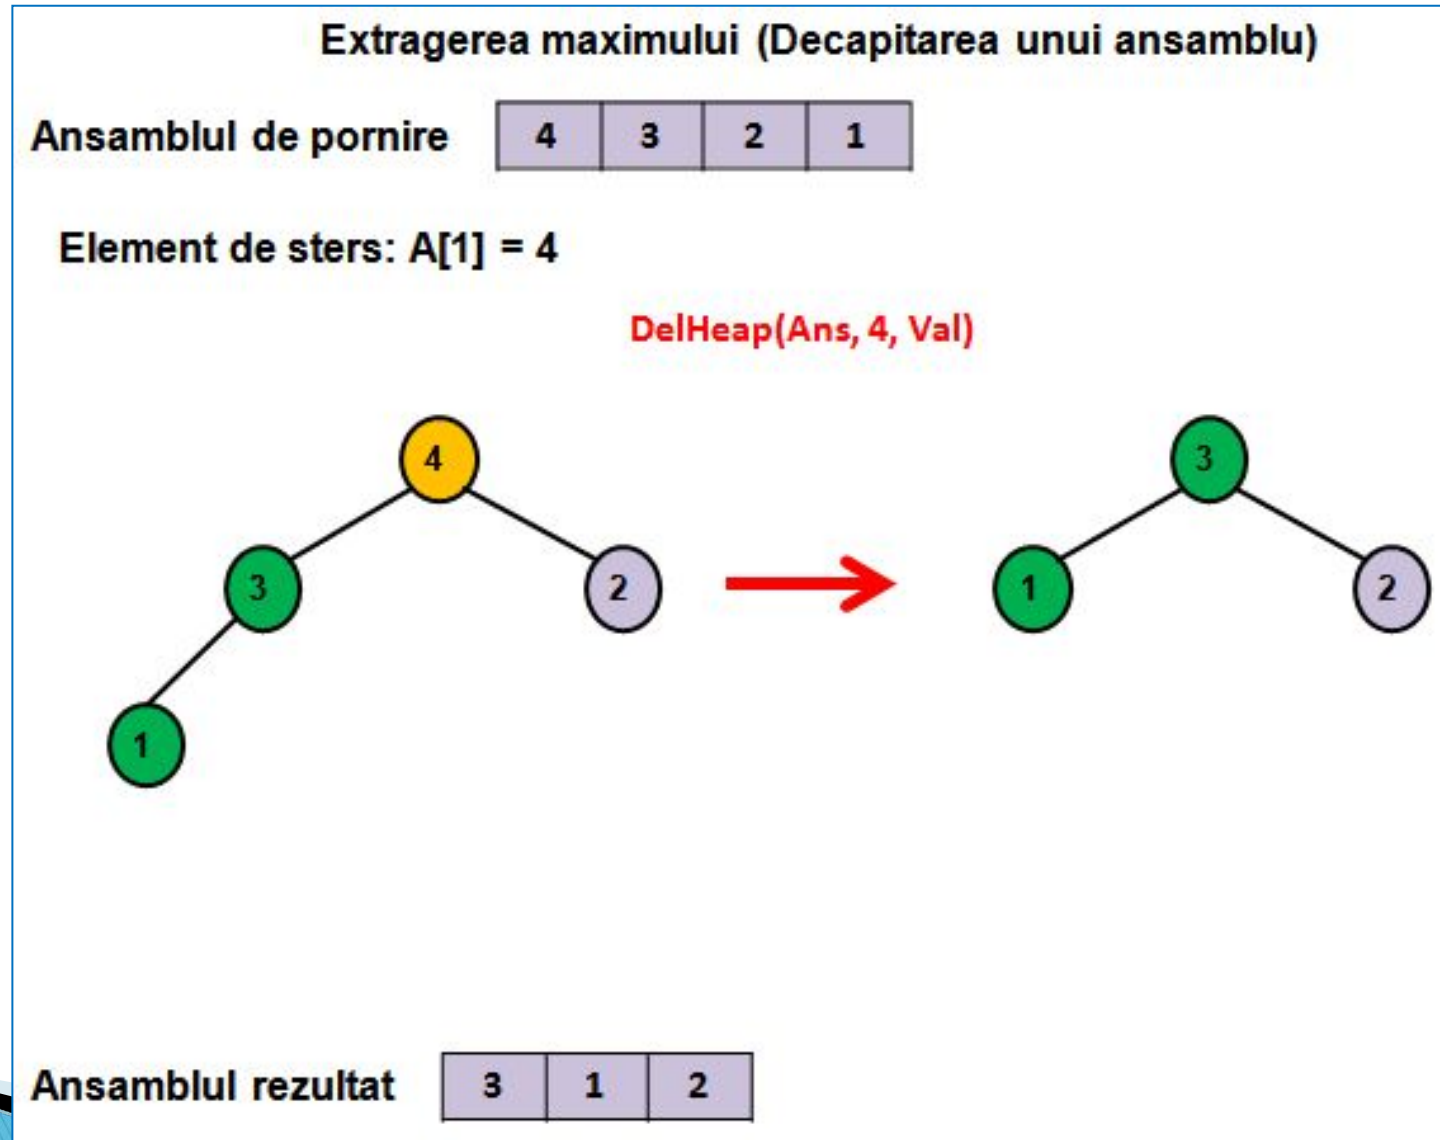 Extragerea maximului (Decapitarea unui ansamblu)
Ansamblul de pornire 4 3 2 1
Element de sters: A[1] = 4
DelHeap(Ans, 4, Val)
4 3
3 2 1 2
1
Ansamblul rezultat 3 1 2